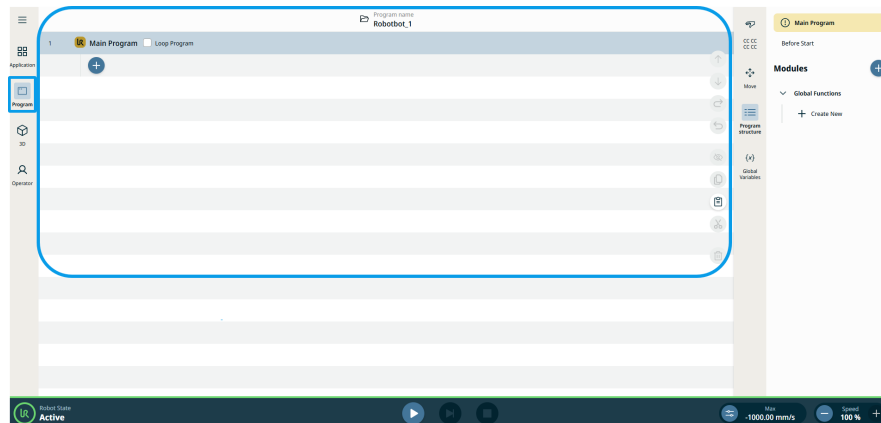 Program name
Robotbot_1
1 Main Program Loop Program
Application
Program
3D
Operator
CC CC
CC CC
Move
Program
structure
{x}
Global
Variables
Main Program
Before Start
Modules
Global Functions
Create New
UR
Robot State
Active
Max
-1000.00 mm/s
Speed
100 %